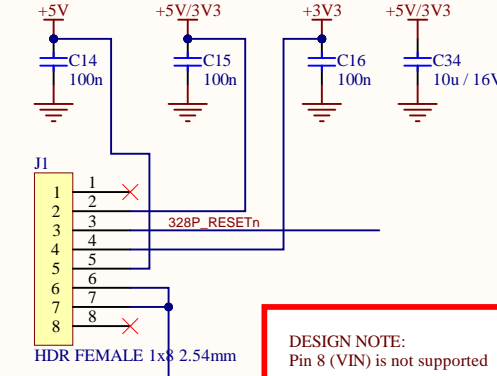 +5V
+5V/3V3
+3V3
+5V/3V3
C14
100n
C15
100n
C16
100n
C34
10u / 16V
J1
1 1
2 2
3 3
328P_RESETn
4 4
5 5
6 6
7 7
8 8
HDR FEMALE 1x8 2.54mm
DESIGN NOTE:
Pin 8 (VIN) is not supported